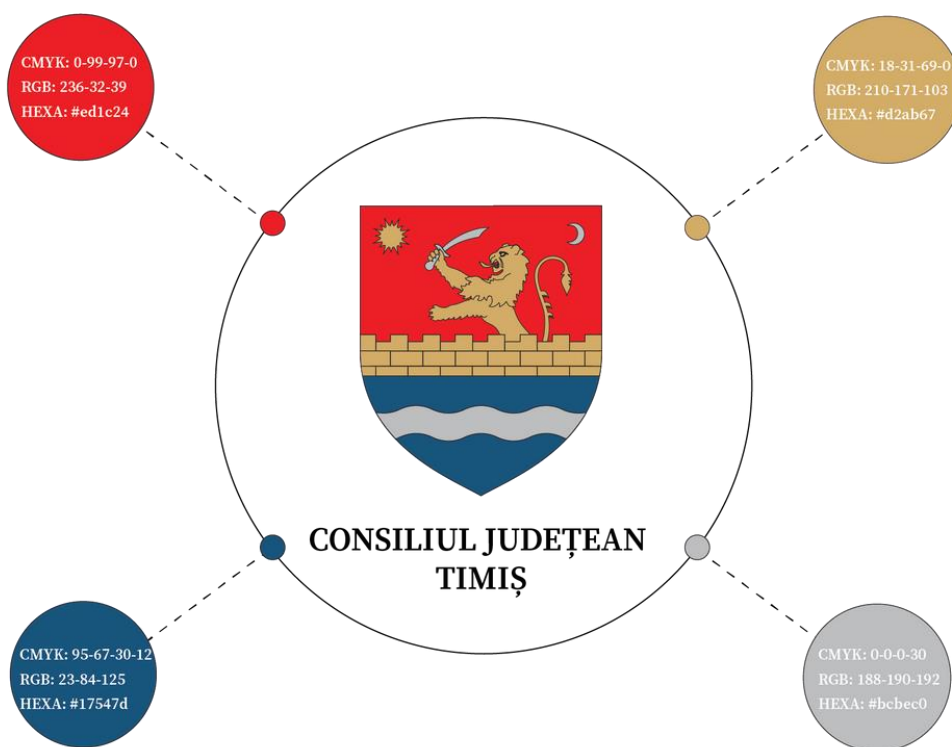 CMYK: 0-99-97-0
RGB: 236-32-39
HEXA: #ed1c24
CMYK: 18-31-69-0
RGB: 210-171-103
HEXA: #d2ab67
CONSILIUL JUDEȚEAN
TIMIȘ
CMYK: 95-67-30-12
RGB: 23-84-125
HEXA: #17547d
CMYK: 0-0-0-30
RGB: 188-190-192
HEXA: #bcbec0